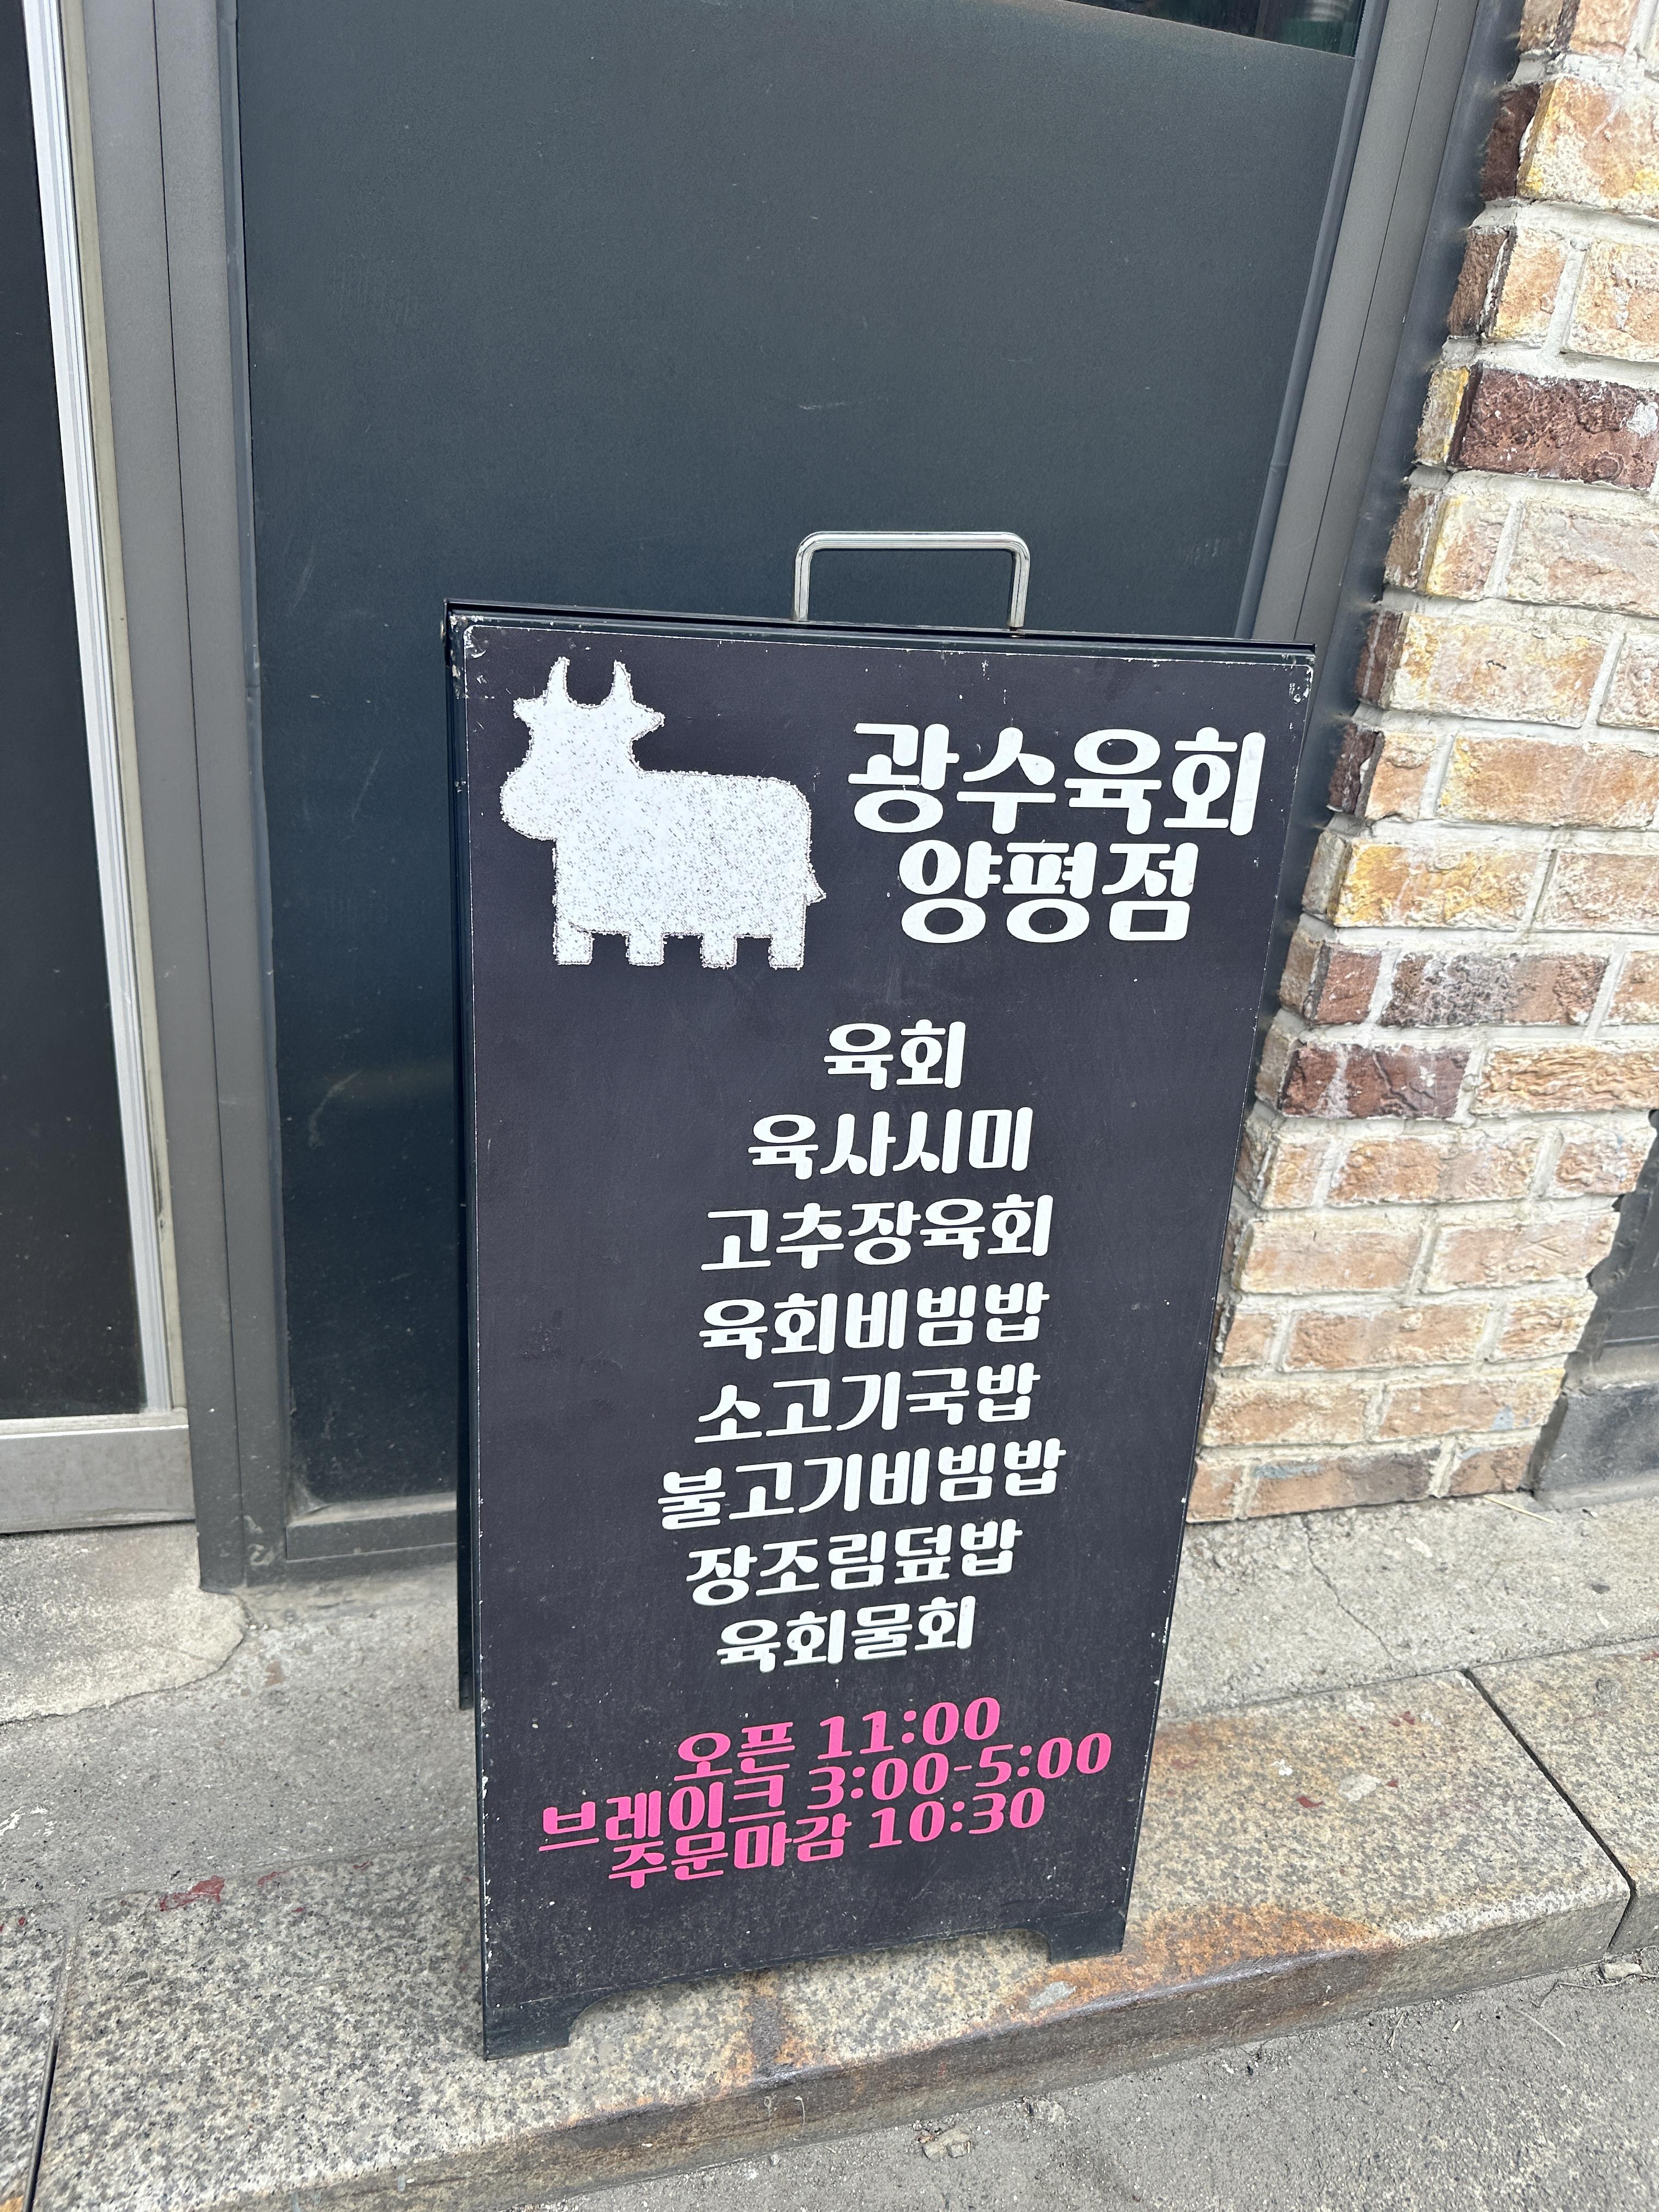 광수육회
양평점
육회
육사시미
고추장육회
육회비빔밥
소고기국밥
불고기비빔밥
장조림덮밥
육회물회
오픈 11:00
브레이크 3:00-5:00
주문마감 10:30